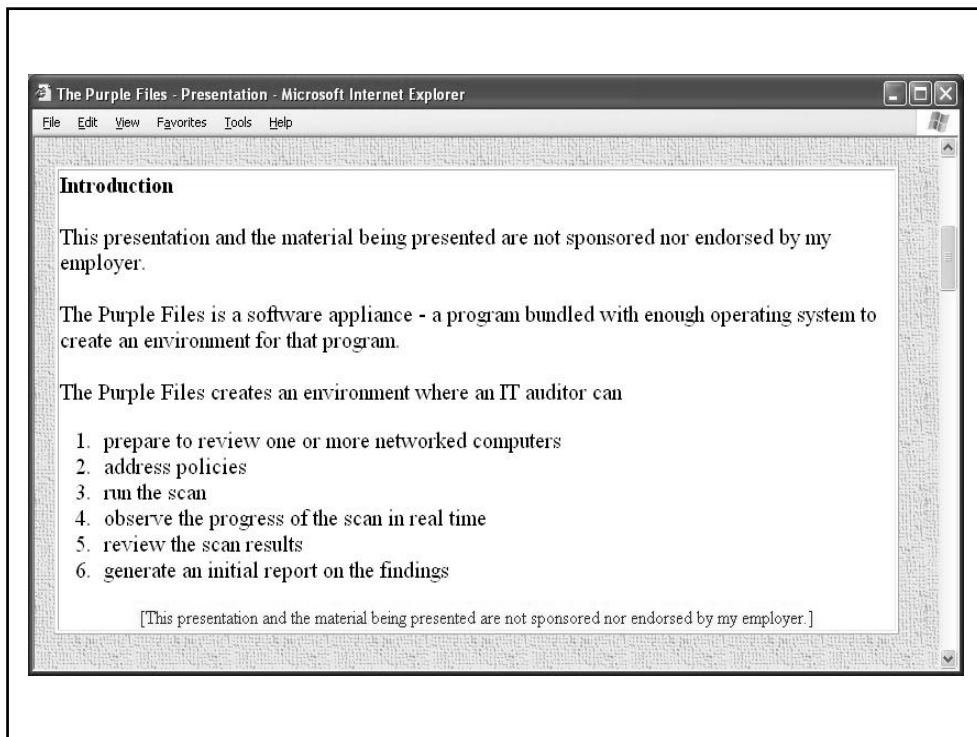 The Purple Files - Presentation - Microsoft Internet Explorer
File Edit View Favorites Tools Help
Introduction
This presentation and the material being presented are not sponsored nor endorsed by my
employer.
The Purple Files is a software appliance - a program bundled with enough operating system to
create an environment for that program.
The Purple Files creates an environment where an IT auditor can
1. prepare to review one or more networked computers
2. address policies
3. run the scan
4. observe the progress of the scan in real time
5. review the scan results
6. generate an initial report on the findings
[This presentation and the material being presented are not sponsored nor endorsed by my employer.]